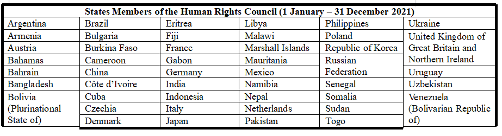 States Members of the Human Rights Council (1 January – 31 December 2021)
Argentina Brazil Eritrea Libya Philippines Ukraine
Armenia Bulgaria Fiji Malawi Poland United Kingdom of
Austria Burkina Faso France Marshall Islands Republic of Korea Great Britain and
Bahamas Cameroon Gabon Mauritania Russian Northern Ireland
Bahrain China Germany Mexico Federation Uruguay
Bangladesh Côte d'Ivoire India Namibia Senegal Uzbekistan
Bolivia Cuba Indonesia Nepal Somalia Venezuela
(Plurinational Czechia Italy Netherlands Sudan (Bolivarian Republic
State of) Denmark Japan Pakistan Togo of)